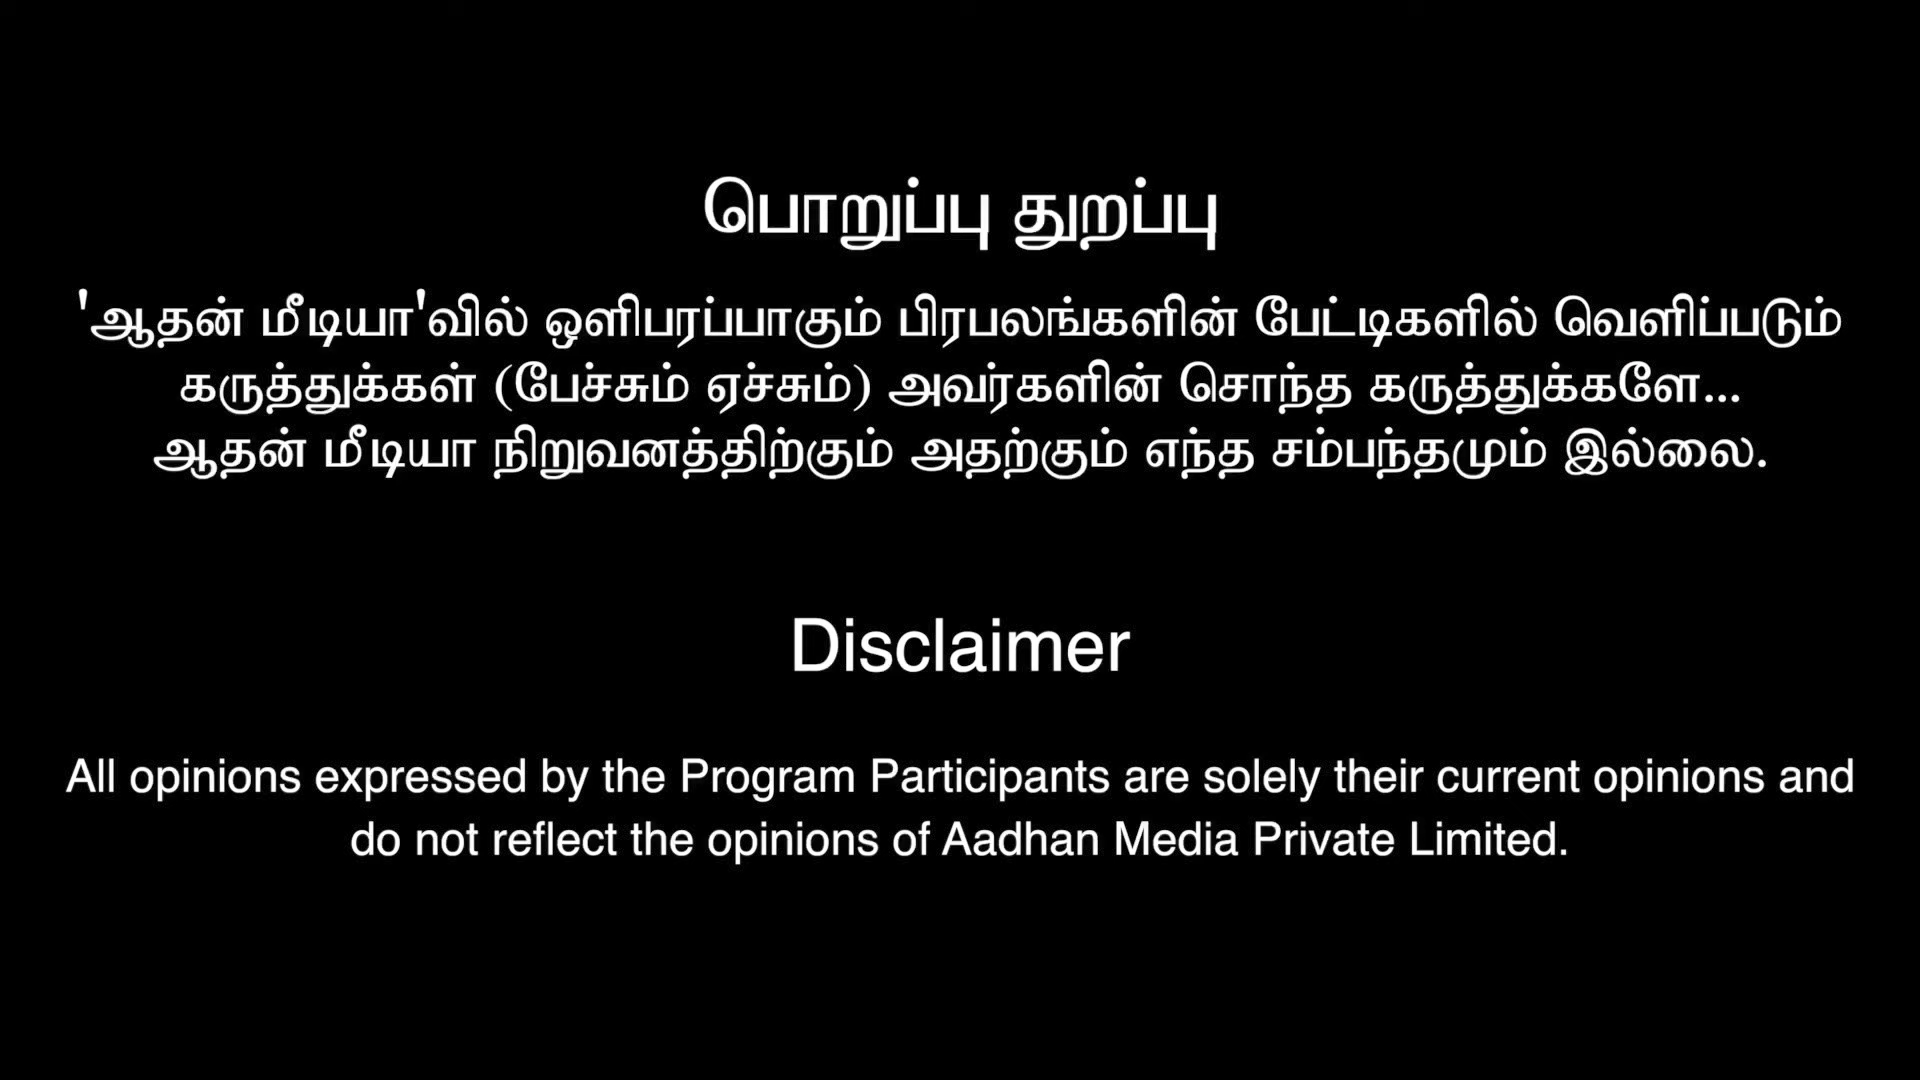 பொறுப்பு துறப்பு
'ஆதன் மீடியா'வில் ஒளிபரப்பாகும் பிரபலங்களின் பேட்டிகளில் வெளிப்படும்
கருத்துக்கள் (பேச்சும் ஏச்சும்) அவர்களின் சொந்த கருத்துக்களே...
ஆதன் மீடியா நிறுவனத்திற்கும் அதற்கும் எந்த சம்பந்தமும் இல்லை.
Disclaimer
All opinions expressed by the Program Participants are solely their current opinions and
do not reflect the opinions of Aadhan Media Private Limited.